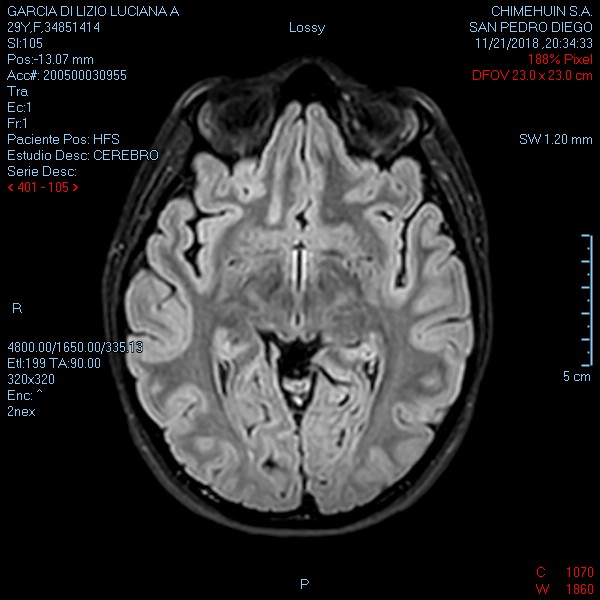 GARCIA DI LIZIO LUCIANA A
29Y,F,34851414
Sl:105
Pos:-13.07 mm
Acc#: 200500030955
Tra
Ec:1
Fr:1
Paciente Pos: HFS
Estudio Desc: CEREBRO
Serie Desc:
< 401 - 105 >
Lossy
CHIMEHUIN S.A.
SAN PEDRO DIEGO
11/21/2018 ,20:34:33
188% Pixel
DFOV 23.0 x 23.0 cm
SW 1.20 mm
R
4800.00/1650.00/335.13
Etl:199 TA:90.00
320x320
Enc: ^
2nex
5 cm
P
C 1070
W 1860